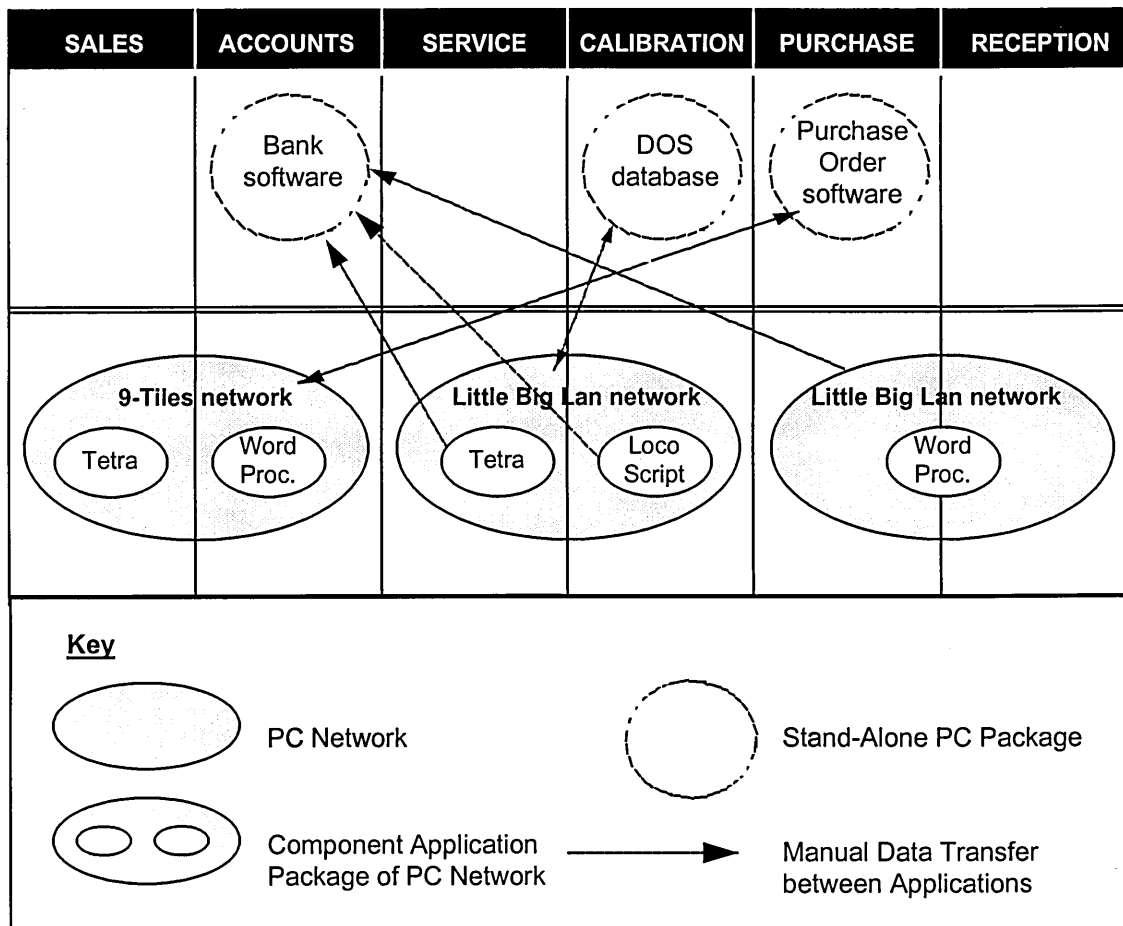 SALES
ACCOUNTS
SERVICE
CALIBRATION
PURCHASE
RECEPTION
Bank
software
DOS
database
Purchase
Order
software
9-Tiles network
Tetra
Word
Proc.
Little Big Lan network
Tetra
Loco
Script
Little Big Lan network
Word
Proc.
Key
PC Network
Stand-Alone PC Package
Component Application
Package of PC Network
Manual Data Transfer
between Applications